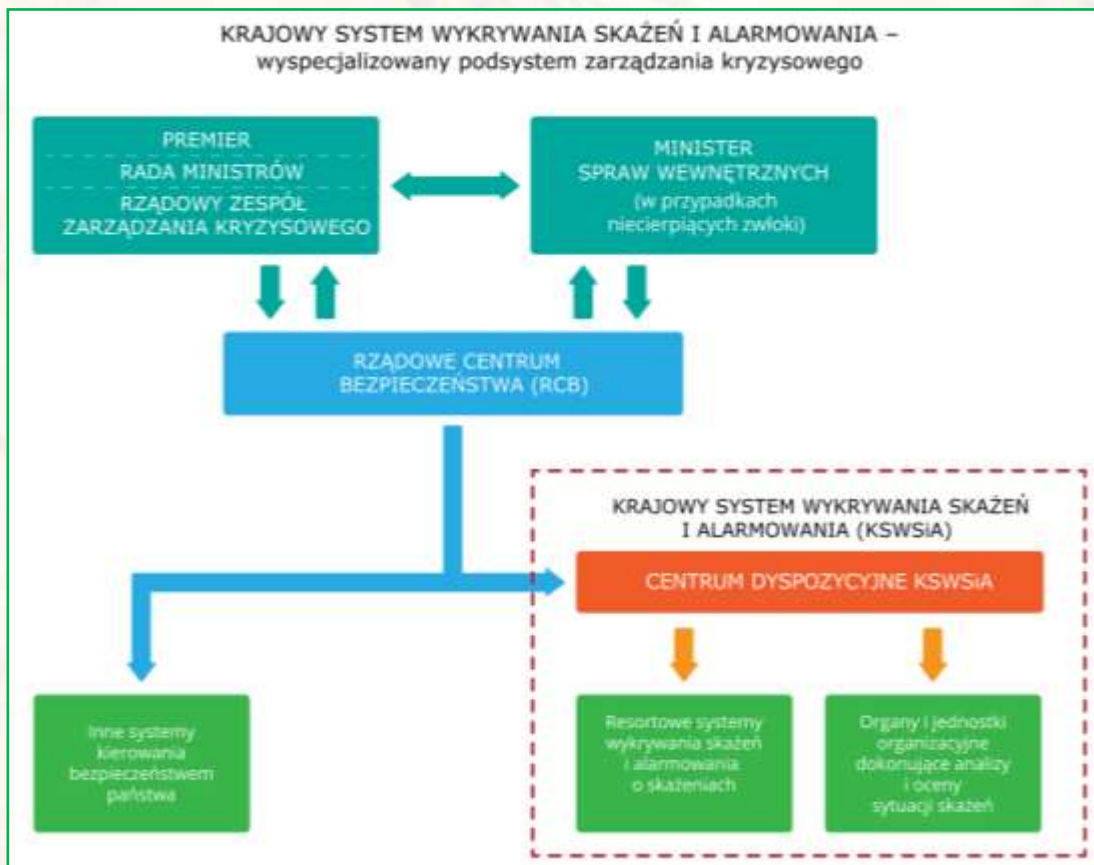 KRAJOWY SYSTEM WYKRYWANIA SKAŻEŃ I ALARMOWANIA –
wyspecjalizowany podsystem zarządzania kryzysowego
PREMIER
RADA MINISTRÓW
RZĄDOWY ZESPÓŁ
ZARZĄDZANIA KRYZYSOWEGO
MINISTER
SPRAW WEWNĘTRZNYCH
(w przypadkach
niecierpiących zwłoki)
RZĄDOWE CENTRUM
BEZPIECZEŃSTWA (RCB)
KRAJOWY SYSTEM WYKRYWANIA SKAŻEŃ
I ALARMOWANIA (KSWSiA)
CENTRUM DYSPOZYCYJNE KSWSiA
Inne systemy
kierowania
bezpieczeństwem
państwa
Resortowe systemy
wykrywania skażeń
i alarmowania
o skażeniach
Organy i jednostki
organizacyjne
dokonujące analizy
i oceny
sytuacji skażeń